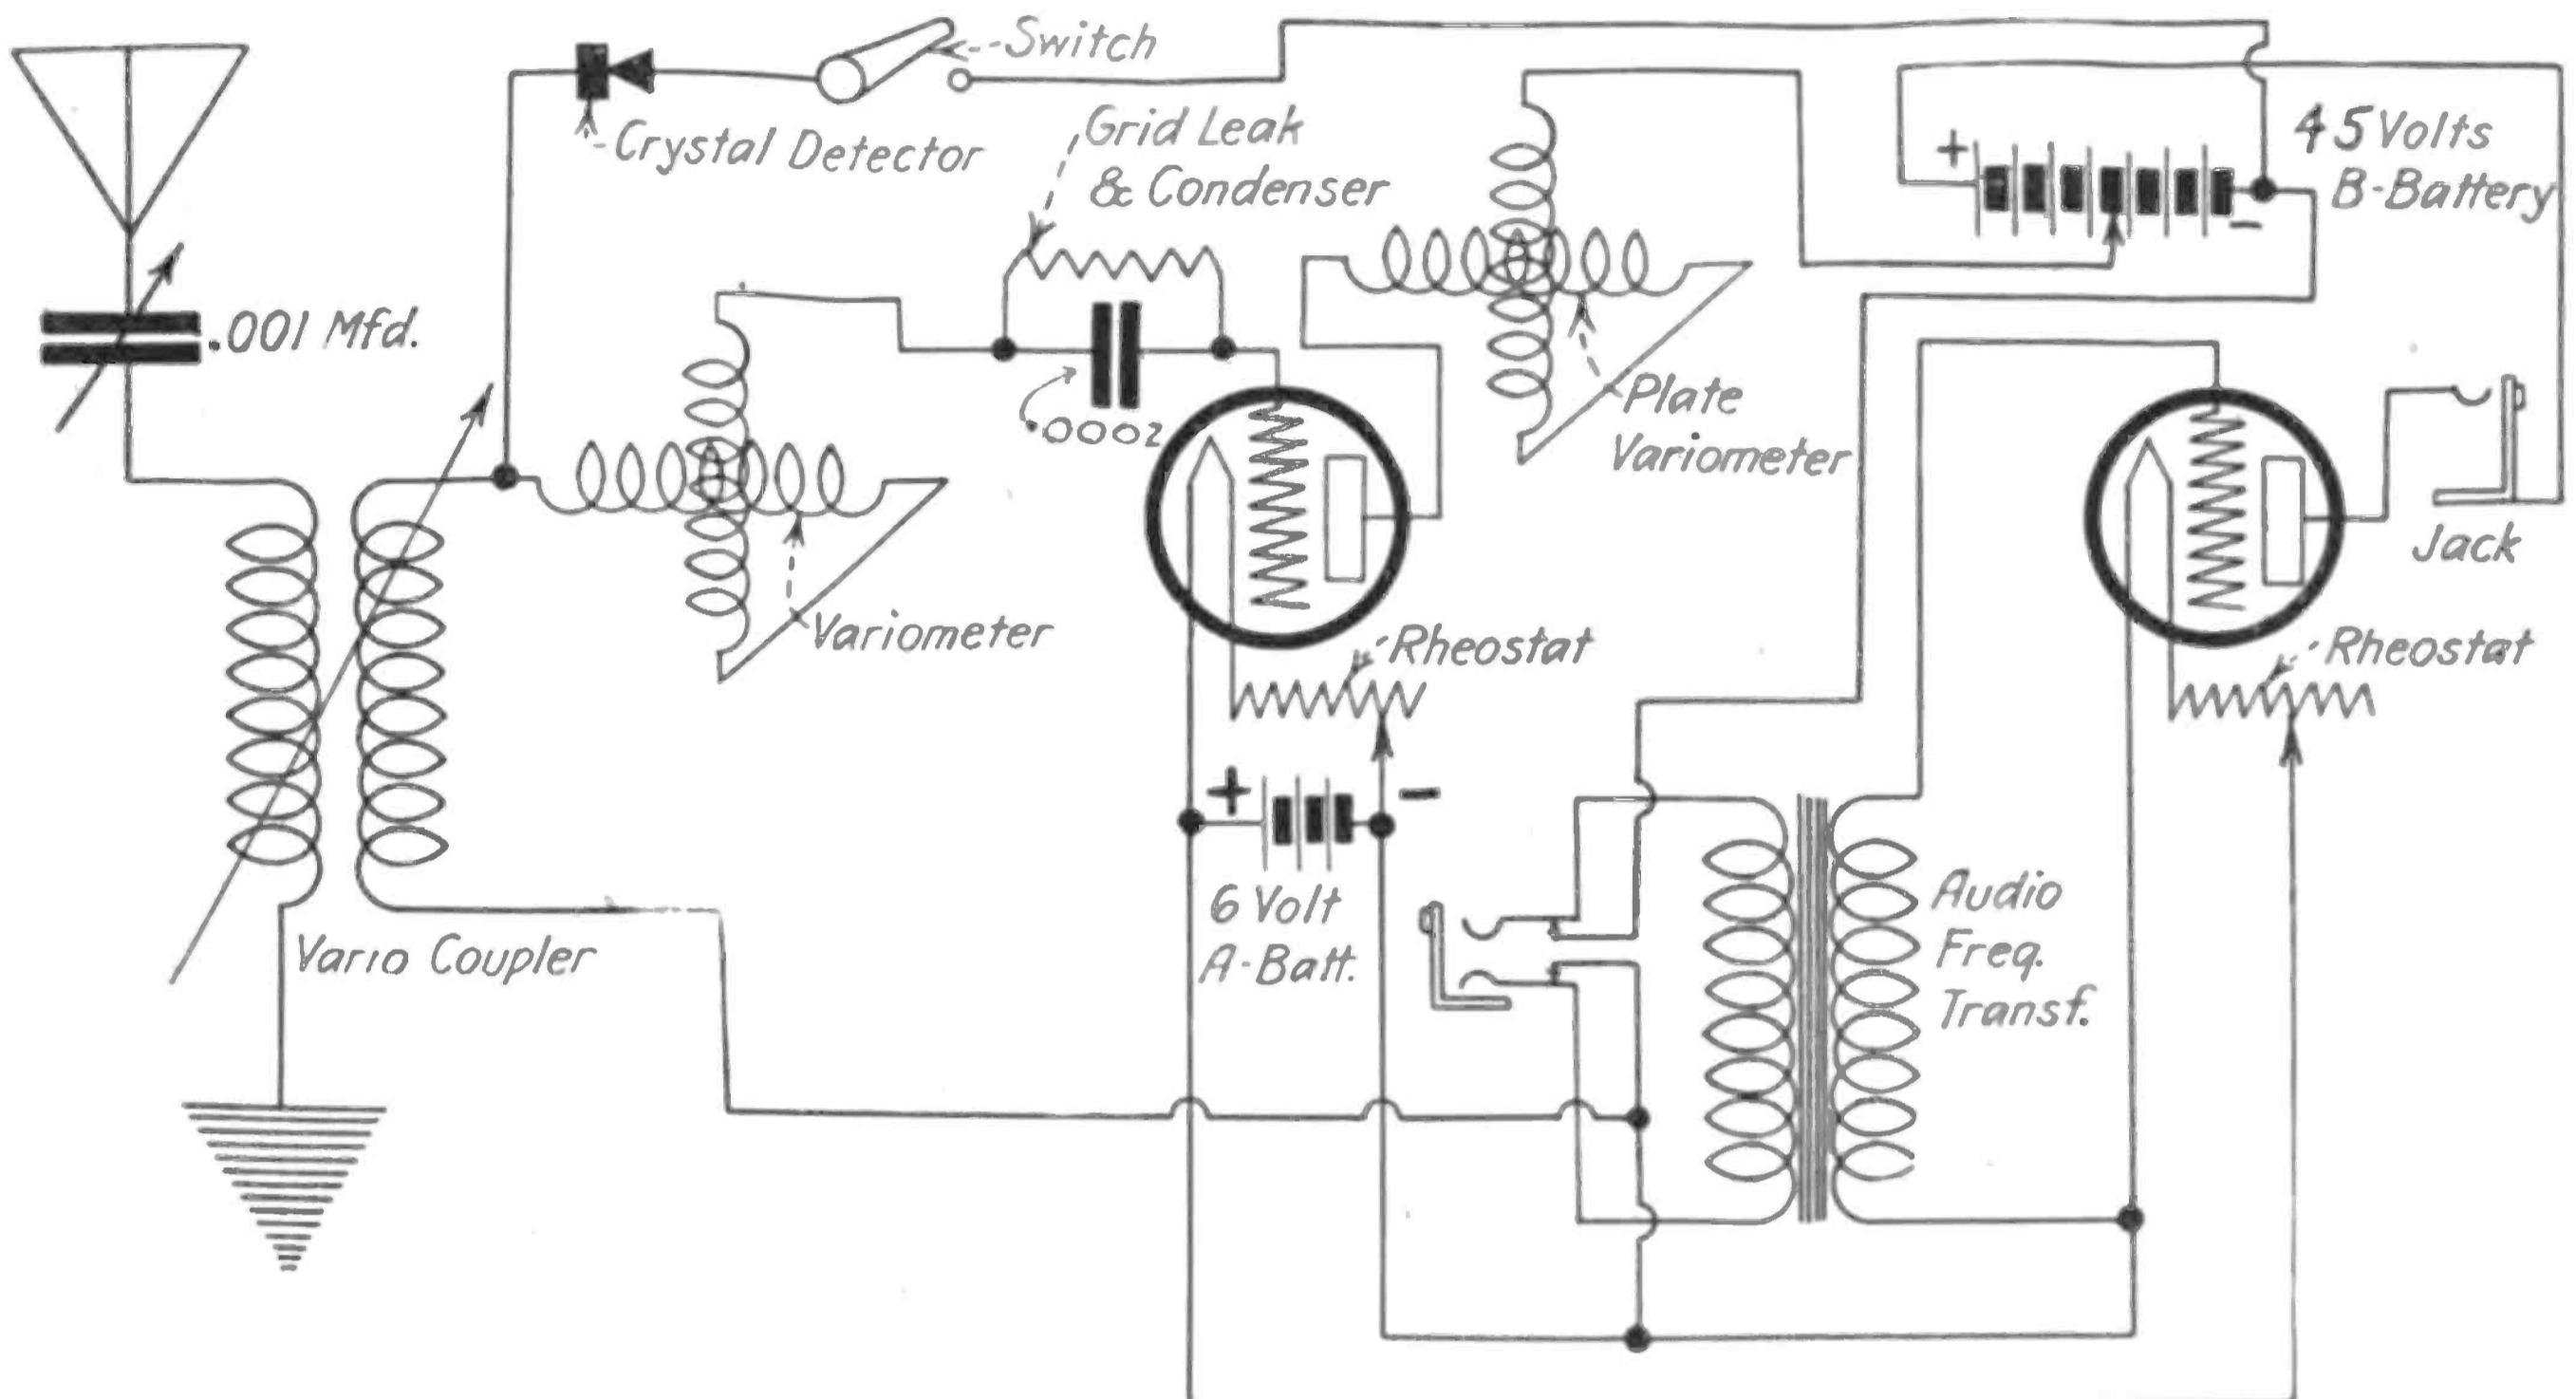 Switch
Crystal Detector
Grid Leak
& Condenser
45 Volts
B-Battery
+
-
.001 Mfd.
.0002
Plate
Variometer
Jack
Variometer
Rheostat
Rheostat
+
-
6 Volt
A-Batt.
Audio
Freq.
Transf.
Vario Coupler